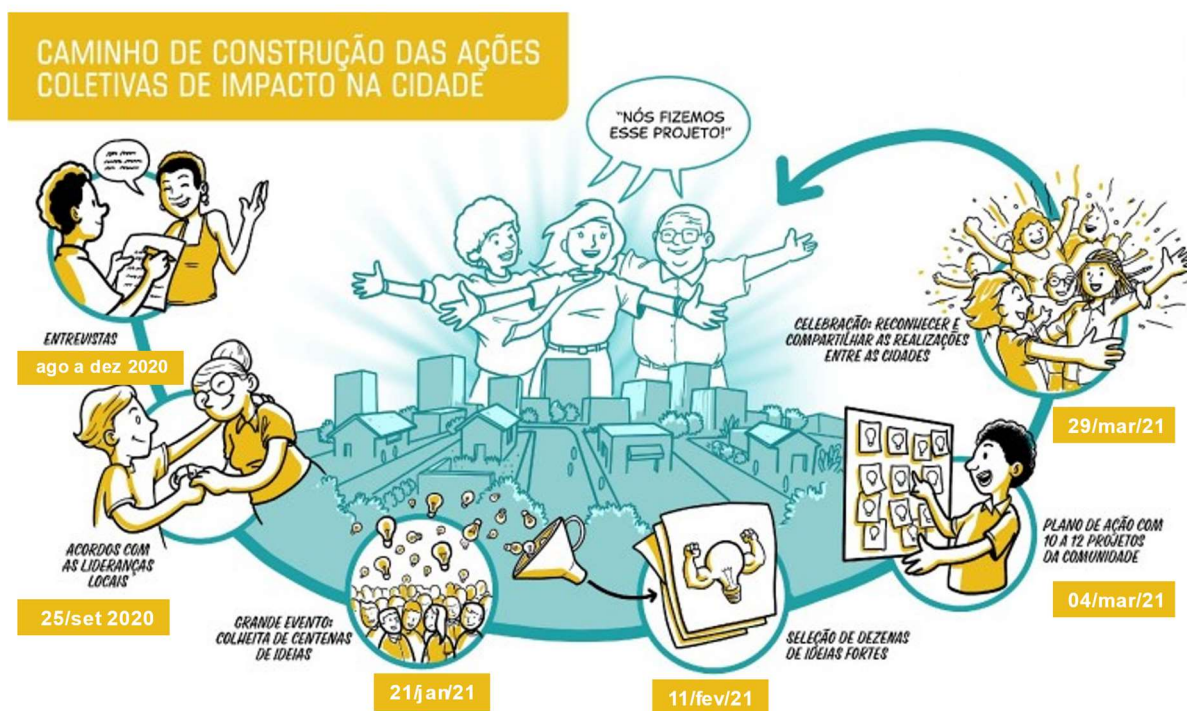 CAMINHO DE CONSTRUÇÃO DAS AÇÕES
COLETIVAS DE IMPACTO NA CIDADE
"NÓS FIZEMOS
ESSE PROJETO!"
ENTREVISTAS
ago a dez 2020
ACORDOS COM
AS LIDERANÇAS
LOCAIS
25/set 2020
GRANDE EVENTO:
COLHEITA DE CENTENAS
DE IDEIAS
21/jan/21
SELEÇÃO DE DEZENAS
DE IDEIAS FORTES
11/fev/21
PLANO DE AÇÃO COM
10 A 12 PROJETOS
DA COMUNIDADE
04/mar/21
CELEBRAÇÃO: RECONHECER E
COMPARTILHAR AS REALIZAÇÕES
ENTRE AS CIDADES
29/mar/21